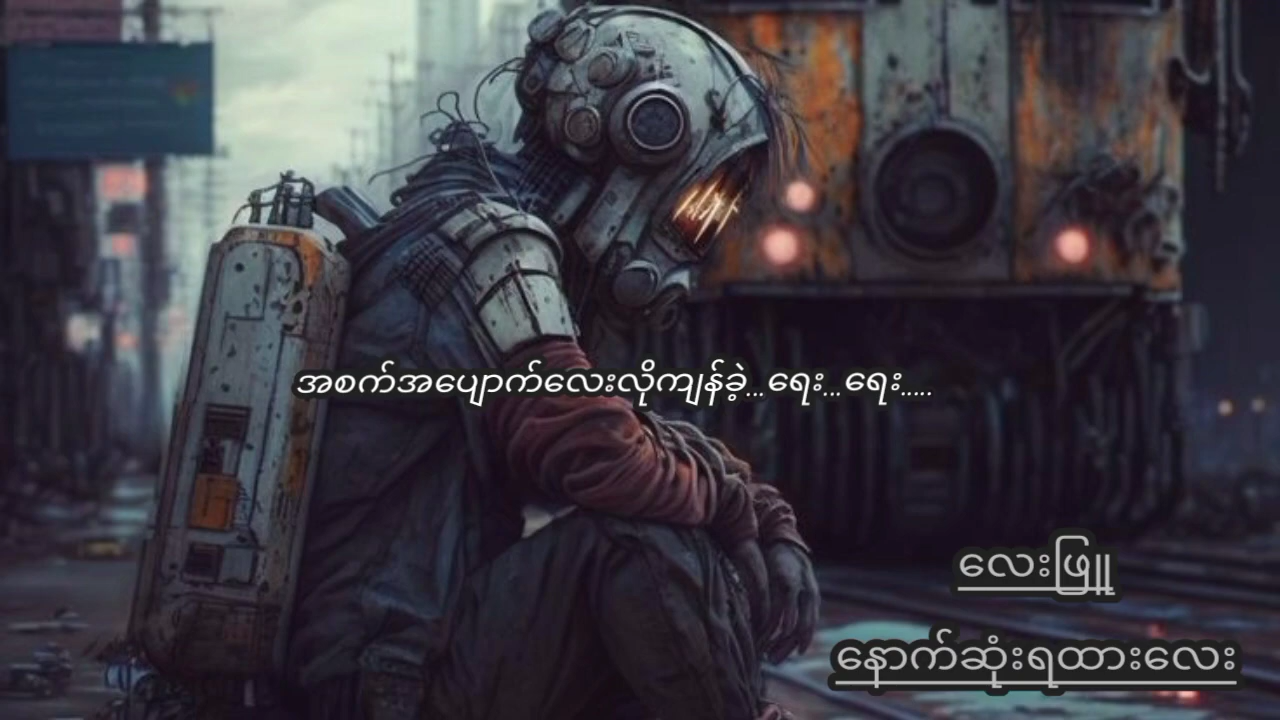 အစက်အပျောက်လေးလိုကျန်ခဲ့...ရေး...ရေး.....
လေးဖြူ
နောက်ဆုံးရထားလေး